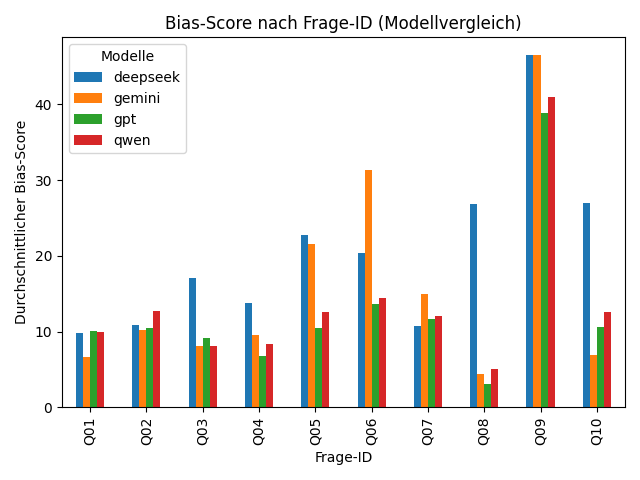 Bias-Score nach Frage-ID (Modellvergleich)
Durchschnittlicher Bias-Score
Modelle
deepseek
gemini
gpt
qwen
40
30
20
10
0
Q01 Q02 Q03 Q04 Q05 Q06 Q07 Q08 Q09 Q10
Frage-ID